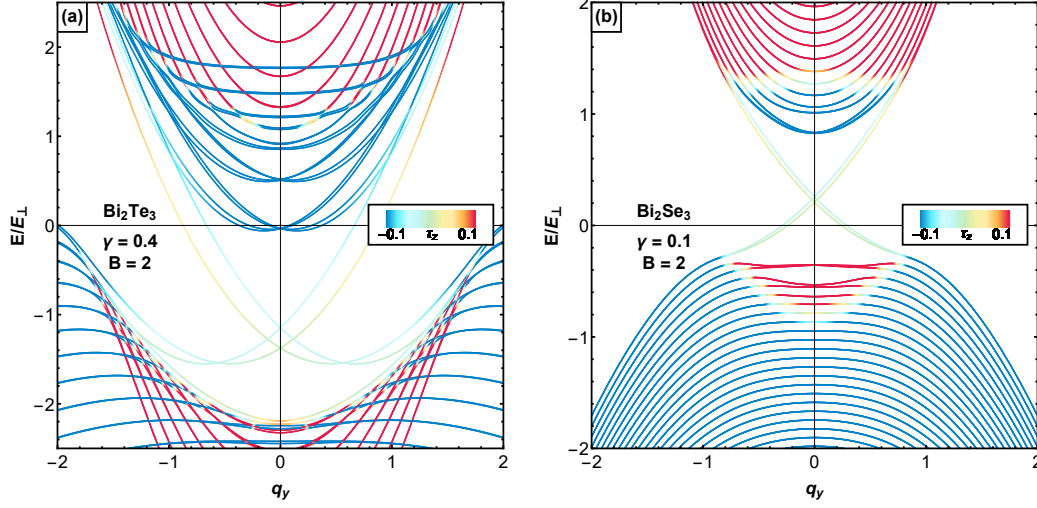 (a)
E/E⊥
2
1
0
−1
−2
Bi₂Te₃
γ = 0.4
B = 2
−0.1 τz 0.1
−2 −1 0 1 2
qy
(b)
E/E⊥
2
1
0
−1
−2
Bi₂Se₃
γ = 0.1
B = 2
−0.1 τz 0.1
−2 −1 0 1 2
qy